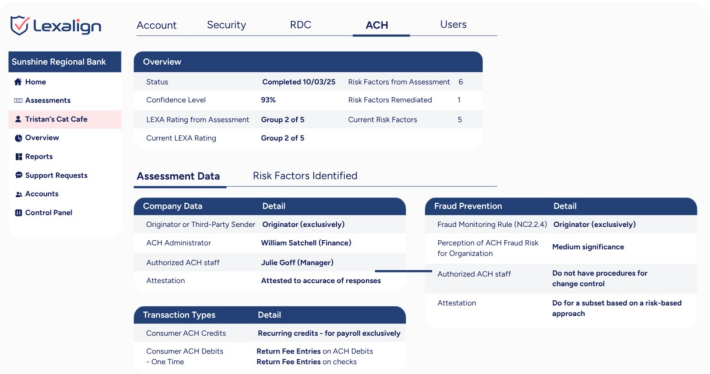 Lexalign
Account Security RDC ACH Users
Sunshine Regional Bank
Home
Assessments
Tristan's Cat Cafe
Overview
Reports
Support Requests
Accounts
Control Panel
Overview
Status Completed 10/03/25 Risk Factors from Assessment 6
Confidence Level 93% Risk Factors Remediated 1
LEXA Rating from Assessment Group 2 of 5 Current Risk Factors 5
Current LEXA Rating Group 2 of 5
Assessment Data Risk Factors Identified
Company Data Detail
Originator or Third-Party Sender Originator (exclusively)
ACH Administrator William Satchell (Finance)
Authorized ACH staff Julie Goff (Manager)
Attestation Attested to accurace of responses
Transaction Types Detail
Consumer ACH Credits Recurring credits - for payroll exclusively
Consumer ACH Debits Return Fee Entries on ACH Debits
- One Time Return Fee Entries on checks
Fraud Prevention Detail
Fraud Monitoring Rule (NC2.2.4) Originator (exclusively)
Perception of ACH Fraud Risk
for Organization
Medium significance
Authorized ACH staff
Do not have procedures for
change control
Attestation
Do for a subset based on a risk-based
approach